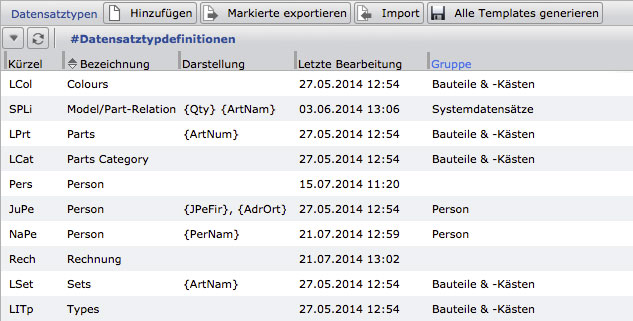 Datensatztypen Hinzufügen Markierte exportieren Import Alle Templates generieren
#Datensatztypdefinitionen
Kürzel Bezeichnung Darstellung Letzte Bearbeitung Gruppe
LCol Colours 27.05.2014 12:54 Bauteile & -Kästen
SPLi Model/Part-Relation {Qty} {ArtNam} 03.06.2014 13:06 Systemdatensätze
LPrt Parts {ArtNum} 27.05.2014 12:54 Bauteile & -Kästen
LCat Parts Category 27.05.2014 12:54 Bauteile & -Kästen
Pers Person 15.07.2014 11:20
JuPe Person {JPeFir}, {AdrOrt} 27.05.2014 12:54 Person
NaPe Person {PerNam} 21.07.2014 12:59 Person
Rech Rechnung 21.07.2014 13:02
LSet Sets {ArtNam} 27.05.2014 12:54 Bauteile & -Kästen
LITp Types 27.05.2014 12:54 Bauteile & -Kästen